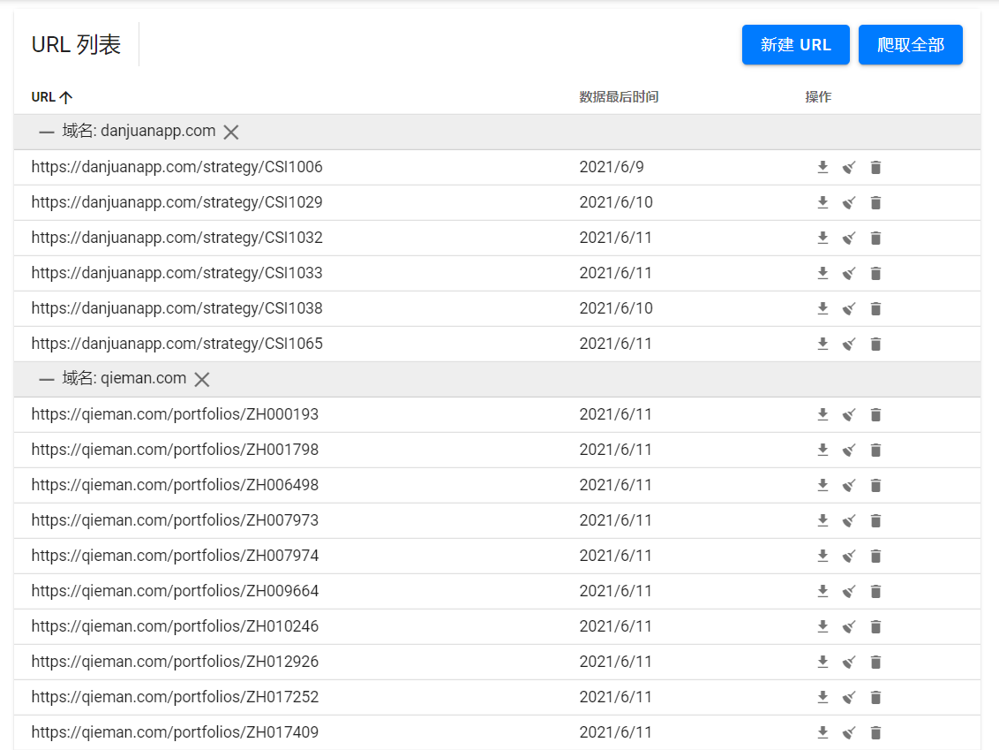 URL 列表
新建 URL 爬取全部
URL 数据最后时间 操作
域名: danjuanapp.com
https://danjuanapp.com/strategy/CSI1006 2021/6/9
https://danjuanapp.com/strategy/CSI1029 2021/6/10
https://danjuanapp.com/strategy/CSI1032 2021/6/11
https://danjuanapp.com/strategy/CSI1033 2021/6/11
https://danjuanapp.com/strategy/CSI1038 2021/6/10
https://danjuanapp.com/strategy/CSI1065 2021/6/11
域名: qieman.com
https://qieman.com/portfolios/ZH000193 2021/6/11
https://qieman.com/portfolios/ZH001798 2021/6/11
https://qieman.com/portfolios/ZH006498 2021/6/11
https://qieman.com/portfolios/ZH007973 2021/6/11
https://qieman.com/portfolios/ZH007974 2021/6/11
https://qieman.com/portfolios/ZH009664 2021/6/11
https://qieman.com/portfolios/ZH010246 2021/6/11
https://qieman.com/portfolios/ZH012926 2021/6/11
https://qieman.com/portfolios/ZH017252 2021/6/11
https://qieman.com/portfolios/ZH017409 2021/6/11